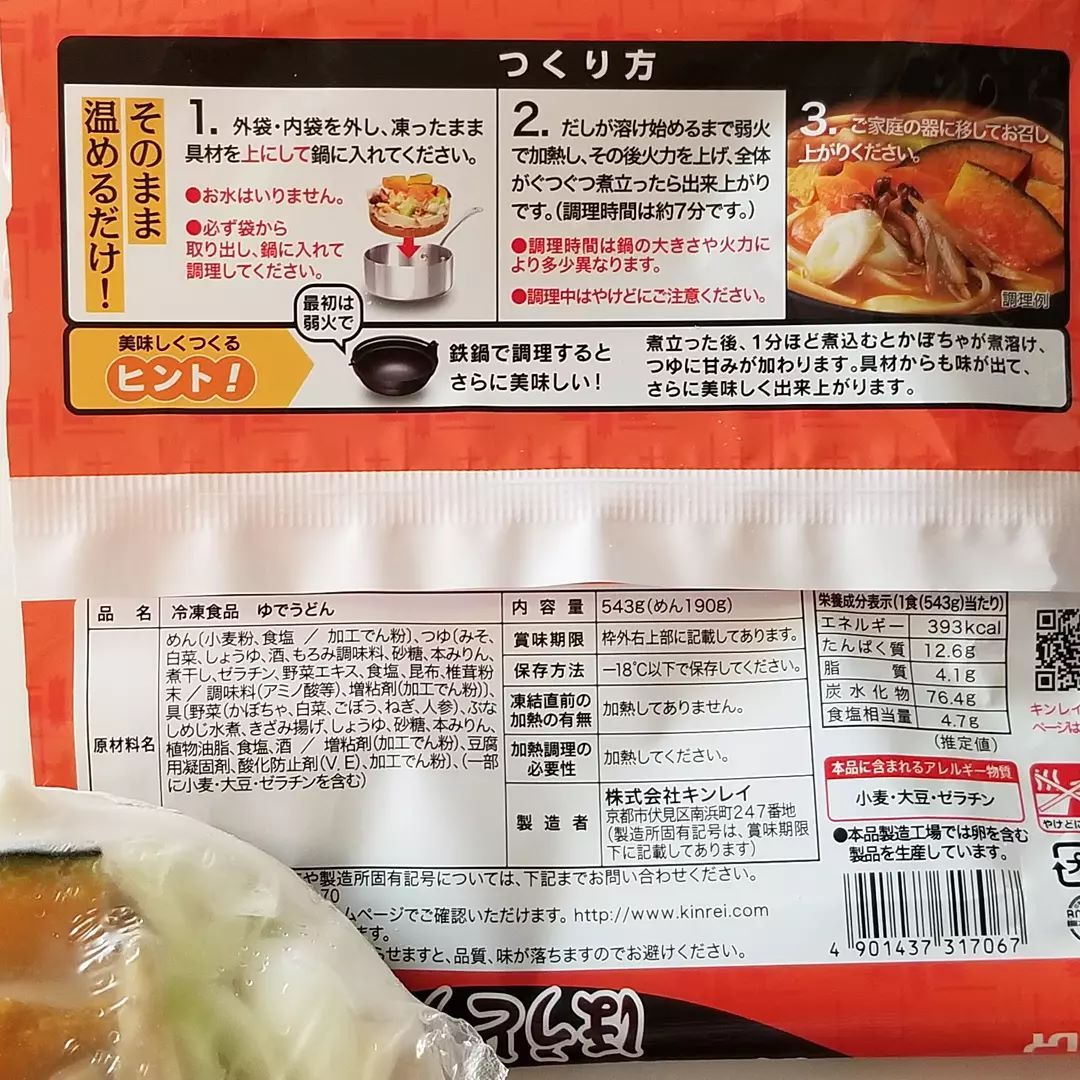 つくり方
そのまま
温めるだけ!
1. 外袋・内袋を外し、凍ったまま
具材を上にして鍋に入れてください。
●お水はいりません。
●必ず袋から
取り出し、鍋に入れて
調理してください。
2. だしが溶け始めるまで弱火
で加熱し、その後火力を上げ、全体
がぐつぐつ煮立ったら出来上がり
です。(調理時間は約7分です。)
●調理時間は鍋の大きさや火力に
より多少異なります。
●調理中はやけどにご注意ください。
3. ご家庭の器に移してお召し
上がりください。
調理例
美味しくつくる
ヒント!
最初は
弱火で
鉄鍋で調理すると
さらに美味しい!
煮立った後、1分ほど煮込むとかぼちゃが煮溶け、
つゆに甘みが加わります。具材からも味が出て、
さらに美味しく出来上がります。
品名 冷凍食品 ゆでうどん
原材料名
めん(小麦粉、食塩 / 加工でん粉)、つゆ(みそ、
白菜、しょうゆ、酒、もろみ調味料、砂糖、本みりん、
煮干し、ゼラチン、野菜エキス、食塩、昆布、椎茸粉
末 / 調味料(アミノ酸等)、増粘剤(加工でん粉))、
具(野菜(かぼちゃ、白菜、ごぼう、ねぎ、人参)、ぶな
しめじ水煮、きざみ揚げ、しょうゆ、砂糖、本みりん、
植物油脂、食塩、酒 / 増粘剤(加工でん粉)、豆腐
用凝固剤、酸化防止剤(V.E)、加工でん粉)、(一部
に小麦・大豆・ゼラチンを含む)
内容量 543g(めん190g)
賞味期限 枠外右上部に記載してあります。
保存方法 -18℃以下で保存してください。
凍結直前の
加熱の有無 加熱してありません。
加熱調理の
必要性 加熱してください。
製造者
株式会社キンレイ
京都市伏見区南浜町247番地
(製造所固有記号は、賞味期限
下に記載してあります)
栄養成分表示(1食(543g)当たり)
エネルギー 393kcal
たんぱく質 12.6g
脂質 4.1g
炭水化物 76.4g
食塩相当量 4.7g
(推定値)
キンレイ
ページは
本品に含まれるアレルギー物質
小麦・大豆・ゼラチン
●本品製造工場では卵を含む
製品を生産しています。
やけどに
や製造所固有記号については、下記までお問い合わせください。
70
ムページでご確認いただけます。http://www.kinrei.com
ます。
らせますと、品質、味が落ちますのでお避けください。
4 901437 317067
ほうと